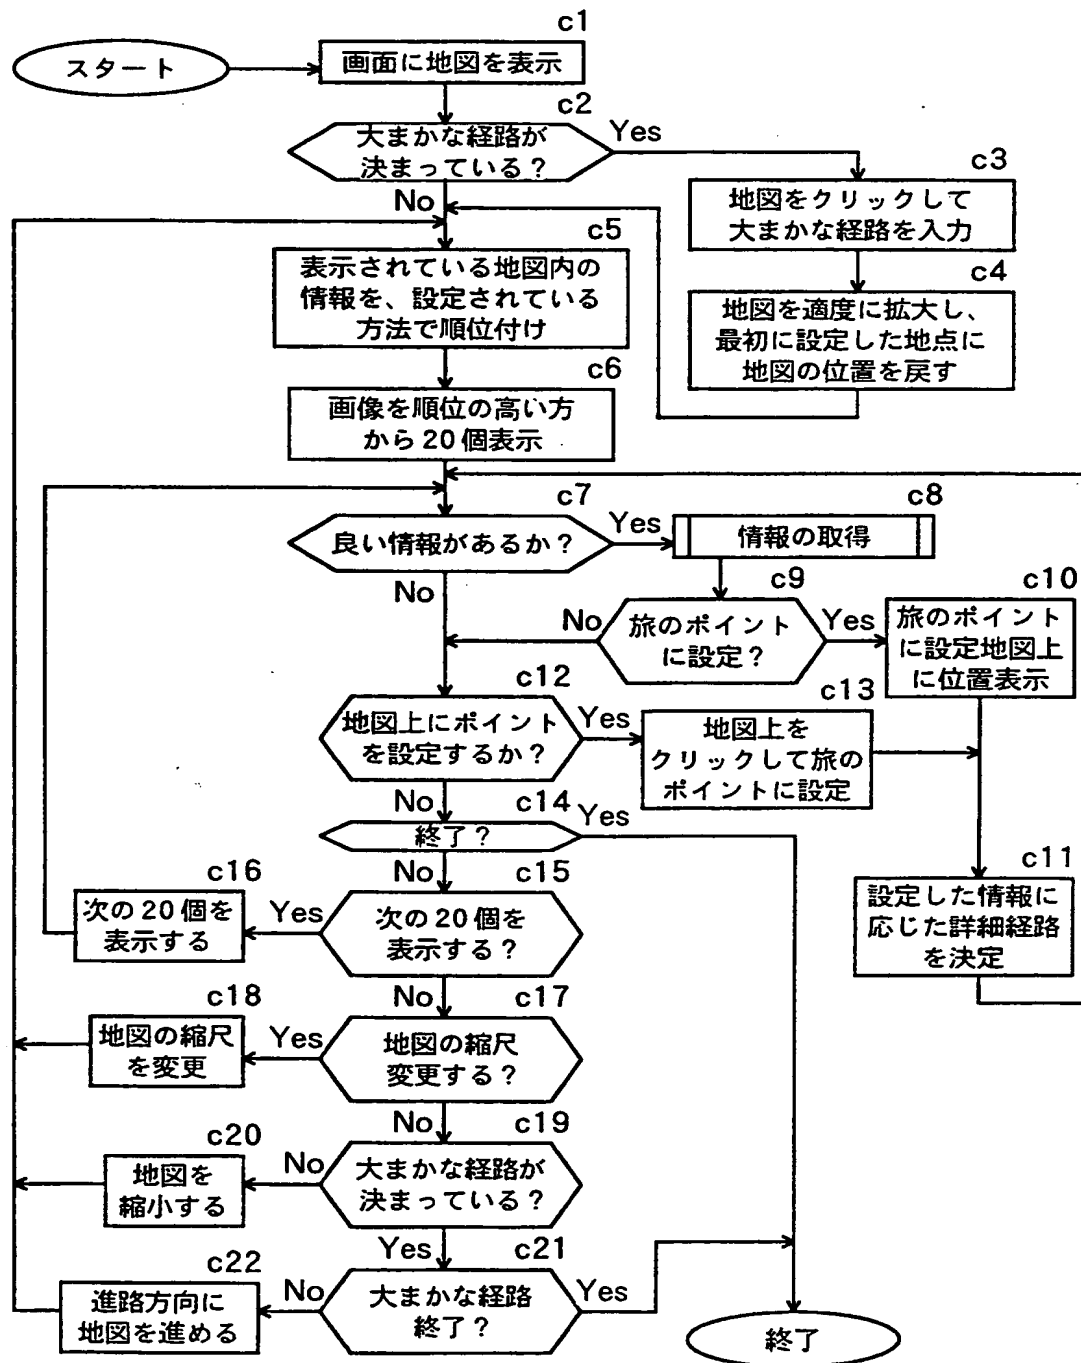 c1
スタート
画面に地図を表示
c2
大まかな経路が
決まっている？
Yes
No
c3
地図をクリックして
大まかな経路を入力
c4
地図を適度に拡大し、
最初に設定した地点に
地図の位置を戻す
c5
表示されている地図内の
情報を、設定されている
方法で順位付け
c6
画像を順位の高い方
から20個表示
c7
良い情報があるか？
Yes
No
c8
情報の取得
c9
旅のポイント
に設定？
No
Yes
c10
旅のポイント
に設定地図上
に位置表示
c12
地図上にポイント
を設定するか？
Yes
No
c13
地図上を
クリックして旅の
ポイントに設定
c14
終了？
Yes
No
c11
設定した情報に
応じた詳細経路
を決定
c15
次の20個を
表示する？
Yes
No
c16
次の20個を
表示する
c17
地図の縮尺
変更する？
Yes
No
c18
地図の縮尺
を変更
c19
大まかな経路が
決まっている？
No
Yes
c20
地図を
縮小する
c21
大まかな経路
終了？
No
Yes
c22
進路方向に
地図を進める
終了